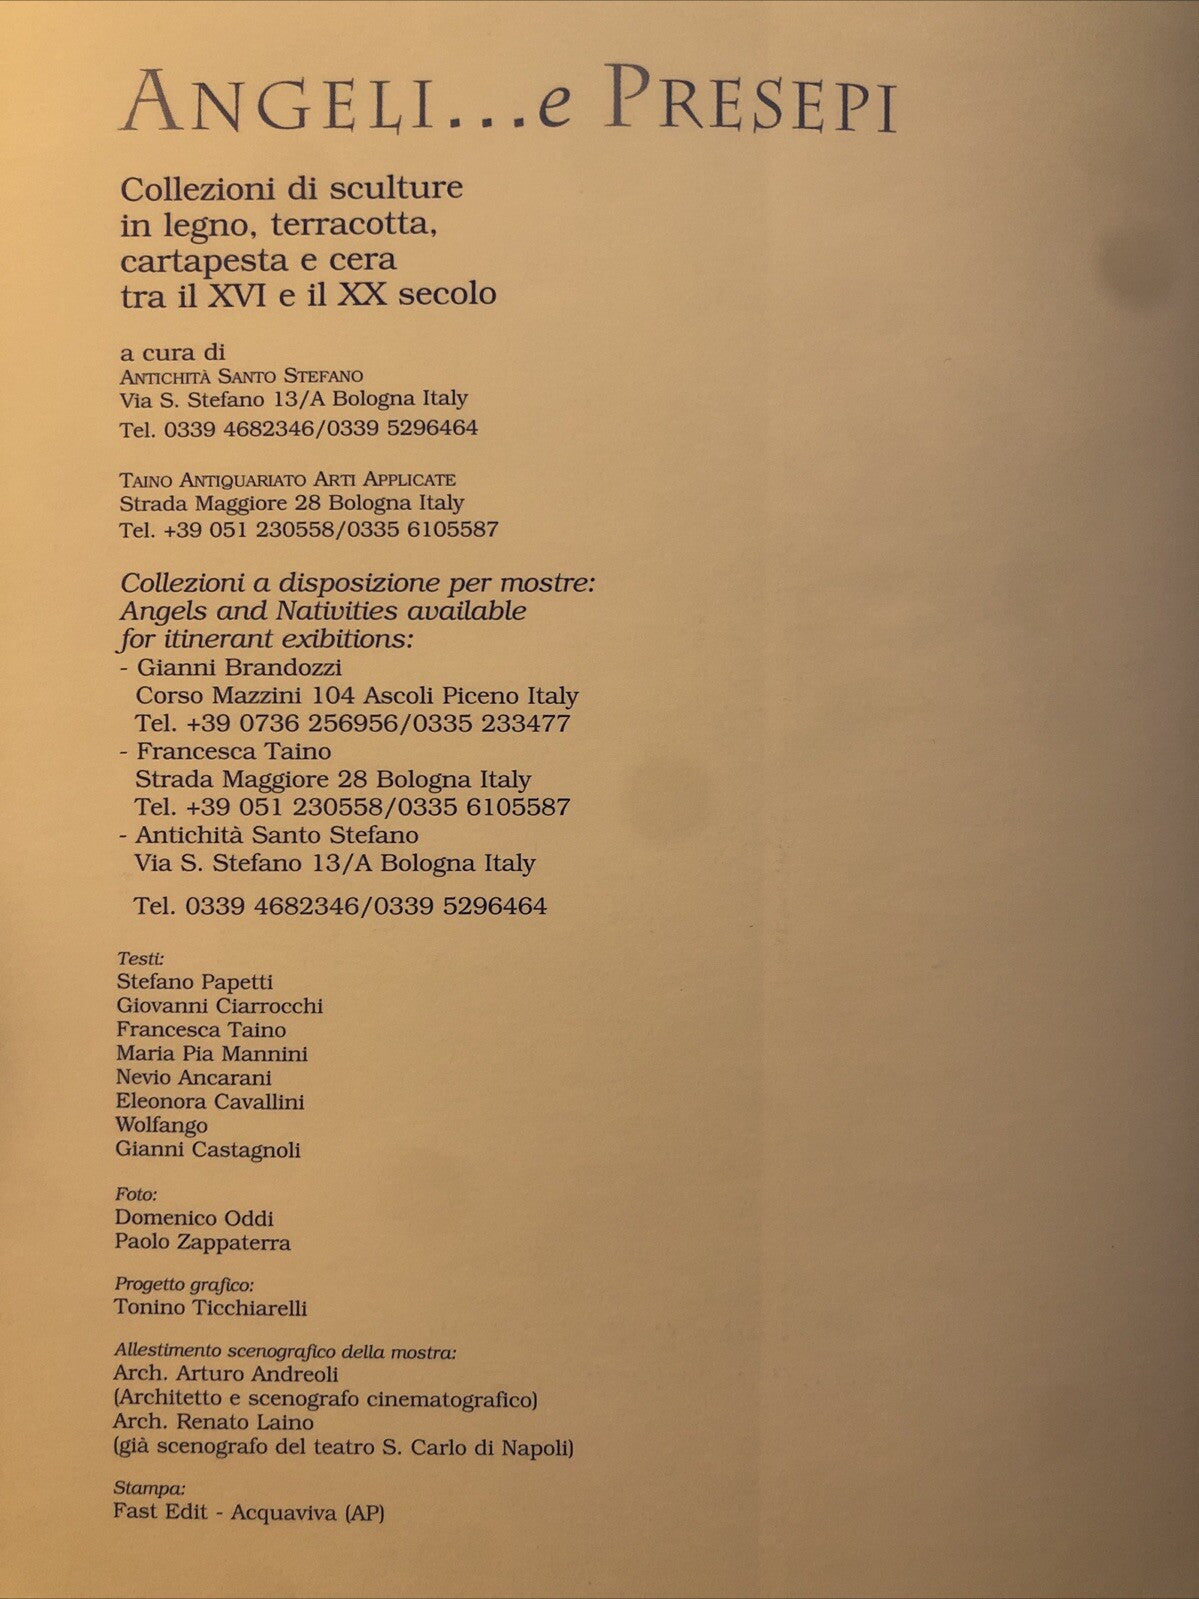 ANGELI...e PRESEPI
Collezioni di sculture
in legno, terracotta,
cartapesta e cera
tra il XVI e il XX secolo
a cura di
ANTICHITÀ SANTO STEFANO
Via S. Stefano 13/A Bologna Italy
Tel. 0339 4682346/0339 5296464
TAINO ANTIQUARIATO ARTI APPLICATE
Strada Maggiore 28 Bologna Italy
Tel. +39 051 230558/0335 6105587
Collezioni a disposizione per mostre:
Angels and Nativities available
for itinerant exibitions:
- Gianni Brandozzi
Corso Mazzini 104 Ascoli Piceno Italy
Tel. +39 0736 256956/0335 233477
- Francesca Taino
Strada Maggiore 28 Bologna Italy
Tel. +39 051 230558/0335 6105587
- Antichità Santo Stefano
Via S. Stefano 13/A Bologna Italy
Tel. 0339 4682346/0339 5296464
Testi:
Stefano Papetti
Giovanni Ciarrocchi
Francesca Taino
Maria Pia Mannini
Nevio Ancarani
Eleonora Cavallini
Wolfango
Gianni Castagnoli
Foto:
Domenico Oddi
Paolo Zappaterra
Progetto grafico:
Tonino Ticchiarelli
Allestimento scenografico della mostra:
Arch. Arturo Andreoli
(Architetto e scenografo cinematografico)
Arch. Renato Laino
(già scenografo del teatro S. Carlo di Napoli)
Stampa:
Fast Edit - Acquaviva (AP)